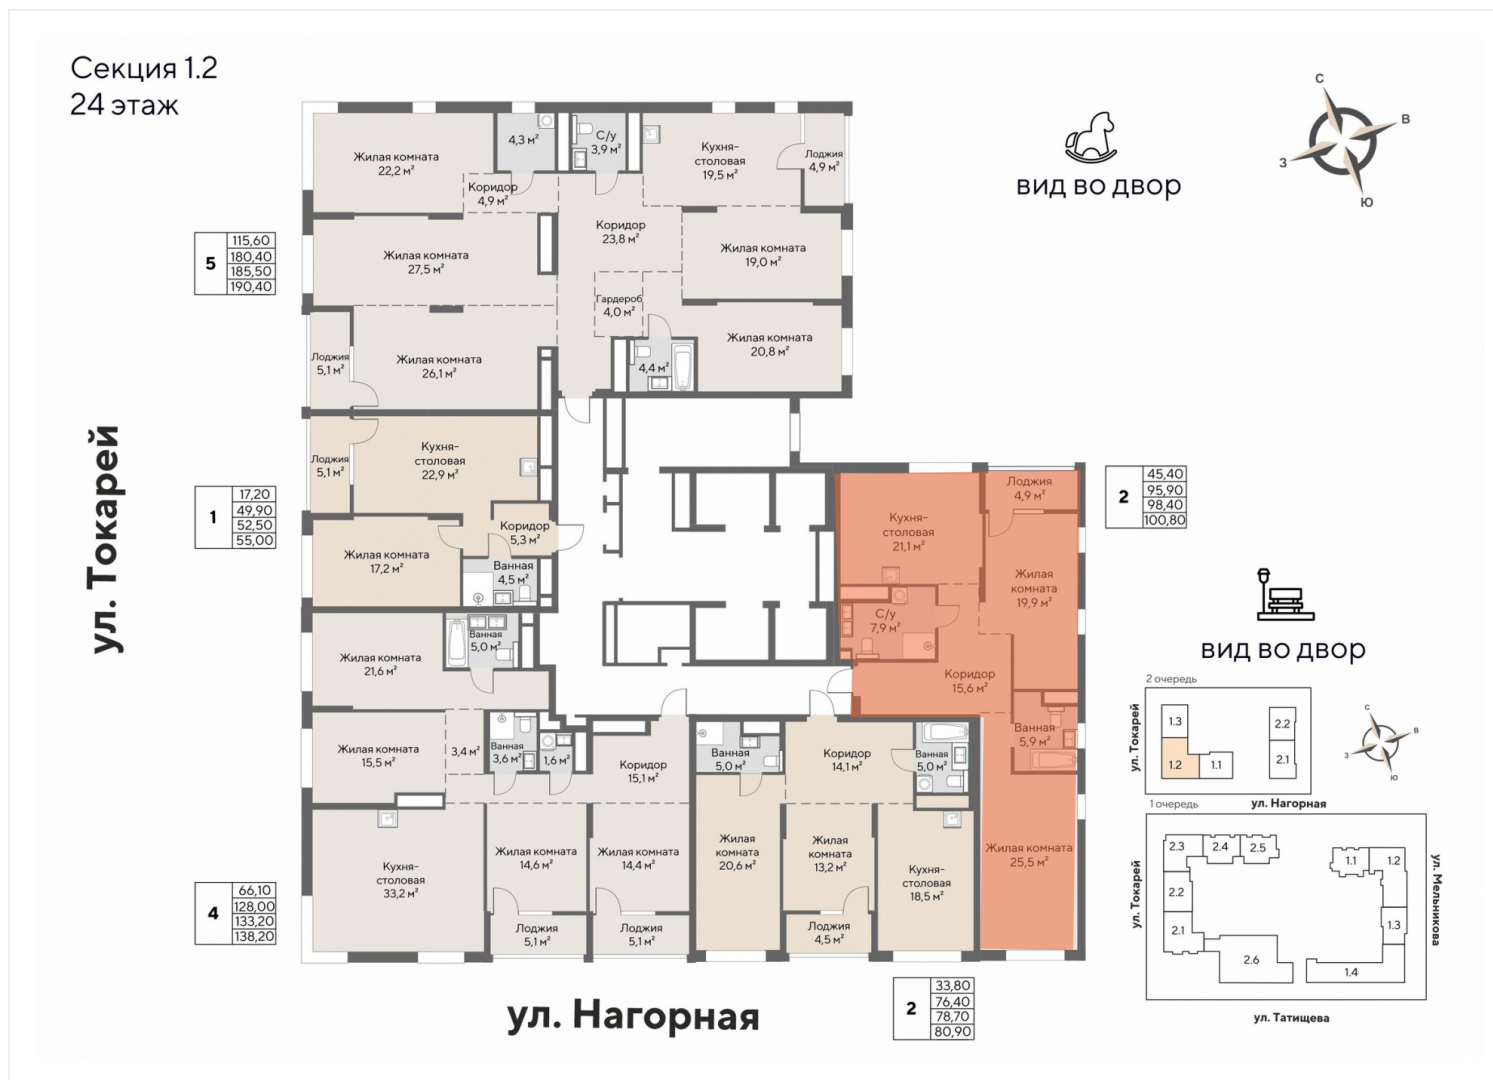 Секция 1.2
24 этаж
С
В
З
Ю
вид во двор
Жилая комната
22,2 м²
4,3 м²
С/у
3,9 м²
Кухня-
столовая
19,5 м²
Лоджия
4,9 м²
Коридор
4,9 м²
Коридор
23,8 м²
Жилая комната
27,5 м²
Жилая комната
19,0 м²
5
115,60
180,40
185,50
190,40
Гардероб
4,0 м²
Лоджия
5,1 м²
Жилая комната
26,1 м²
4,4 м²
Жилая комната
20,8 м²
ул. Токарей
Лоджия
5,1 м²
Кухня-
столовая
22,9 м²
1
17,20
49,90
52,50
55,00
Жилая комната
17,2 м²
Коридор
5,3 м²
Ванная
4,5 м²
Кухня-
столовая
21,1 м²
Лоджия
4,9 м²
2
45,40
95,90
98,40
100,80
Жилая
комната
19,9 м²
С/у
7,9 м²
Коридор
15,6 м²
Ванная
5,9 м²
Жилая комната
25,5 м²
вид во двор
Жилая комната
21,6 м²
Ванная
5,0 м²
Жилая комната
15,5 м²
3,4 м²
Ванная
3,6 м²
1,6 м²
Коридор
15,1 м²
Ванная
5,0 м²
Коридор
14,1 м²
Ванная
5,0 м²
4
66,10
128,00
133,20
138,20
Кухня-
столовая
33,2 м²
Жилая комната
14,6 м²
Жилая комната
14,4 м²
Жилая
комната
20,6 м²
Жилая
комната
13,2 м²
Кухня-
столовая
18,5 м²
Лоджия
5,1 м²
Лоджия
5,1 м²
Лоджия
4,5 м²
2
33,80
76,40
78,70
80,90
ул. Нагорная
2 очередь
ул. Токарей
1.3
1.2
1.1
2.2
2.1
ул. Нагорная
С
В
З
Ю
1 очередь
ул. Токарей
2.3
2.4
2.5
1.1
1.2
2.2
2.1
2.6
1.3
1.4
ул. Мельникова
ул. Татищева